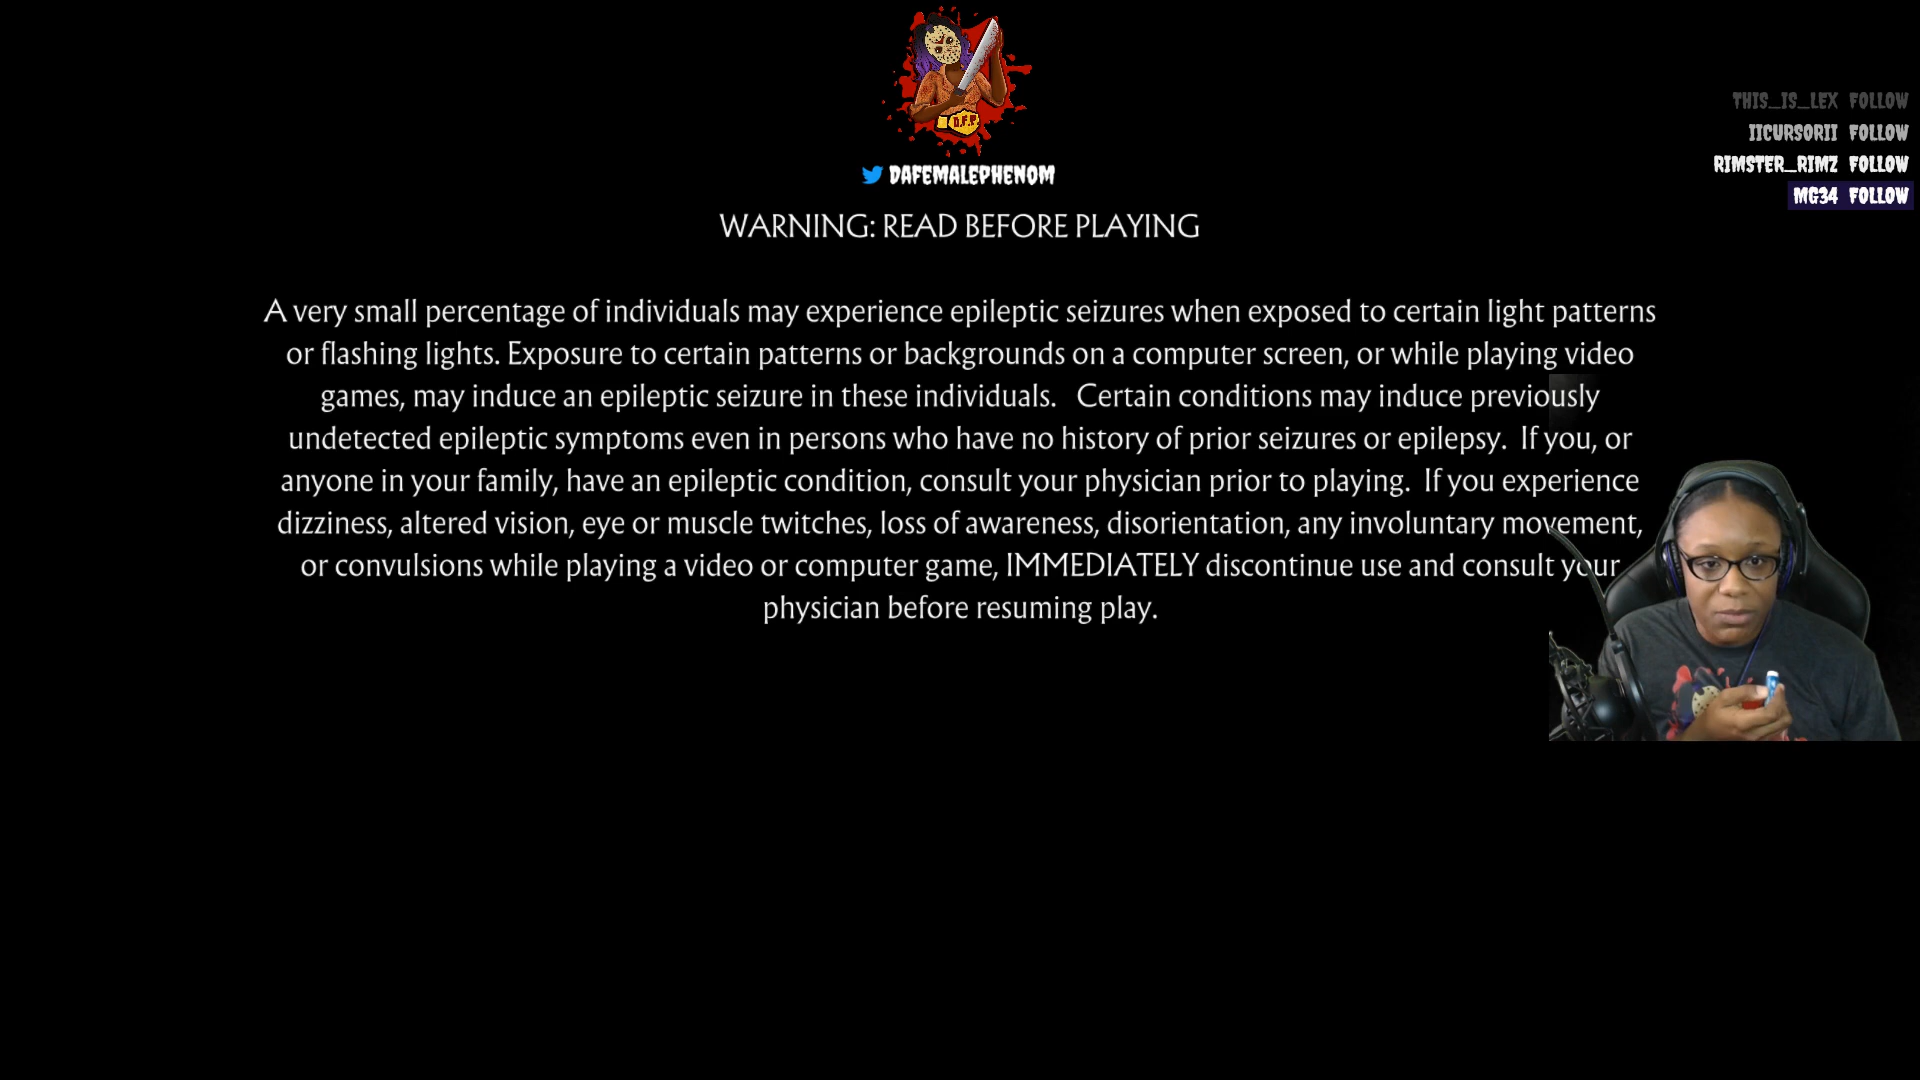 D.F.P.
DAFEMALEPHENOM
THIS_IS_LEX FOLLOW
IICURSORII FOLLOW
RIMSTER_RIMZ FOLLOW
MG34 FOLLOW
WARNING: READ BEFORE PLAYING
A very small percentage of individuals may experience epileptic seizures when exposed to certain light patterns
or flashing lights. Exposure to certain patterns or backgrounds on a computer screen, or while playing video
games, may induce an epileptic seizure in these individuals.   Certain conditions may induce previously
undetected epileptic symptoms even in persons who have no history of prior seizures or epilepsy.  If you, or
anyone in your family, have an epileptic condition, consult your physician prior to playing.  If you experience
dizziness, altered vision, eye or muscle twitches, loss of awareness, disorientation, any involuntary movement,
or convulsions while playing a video or computer game, IMMEDIATELY discontinue use and consult your
physician before resuming play.